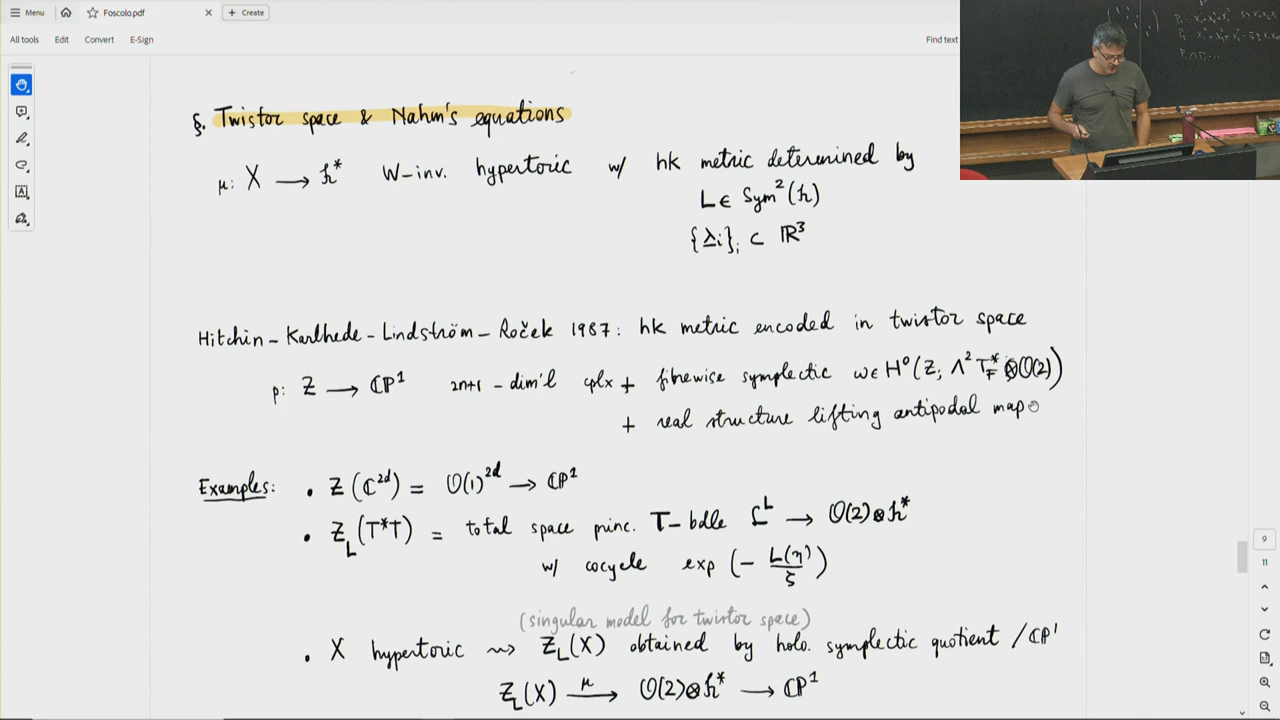 Menu
Foscolo.pdf
Create
All tools
Edit
Convert
E-Sign
Find text
§. Twistor space & Nahm's equations
μ: X → ℏ* W-inv. hypertoric w/ hk metric determined by
L ∈ Sym²(ℏ)
{λi}i ⊂ ℝ³
Hitchin – Karlhede – Lindström – Roček 1987: hk metric encoded in twistor space
p: Z → ℂP¹ 2n+1 - dim'l cplx + fibrewise symplectic ω ∈ H⁰(Z; Λ² T*_F ⊗ O(2))
+ real structure lifting antipodal map
Examples: • Z(ℂ²ᵈ) = O(1)²ᵈ → ℂP¹
• Z_L(T*T) = total space princ. T-bdle 𝓛ᴸ → O(2)⊗ℏ*
w/ cocycle exp(- L(η)/ζ)
(singular model for twistor space)
• X hypertoric ⇝ Z_L(X) obtained by holo. symplectic quotient /ℂP¹
Z_L(X) →^μ O(2)⊗ℏ* → ℂP¹
9
11